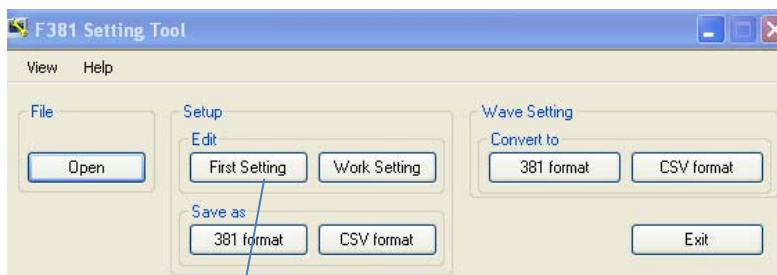 F381 Setting Tool
View Help
File
Open
Setup
Edit
First Setting Work Setting
Save as
381 format CSV format
Wave Setting
Convert to
381 format CSV format
Exit